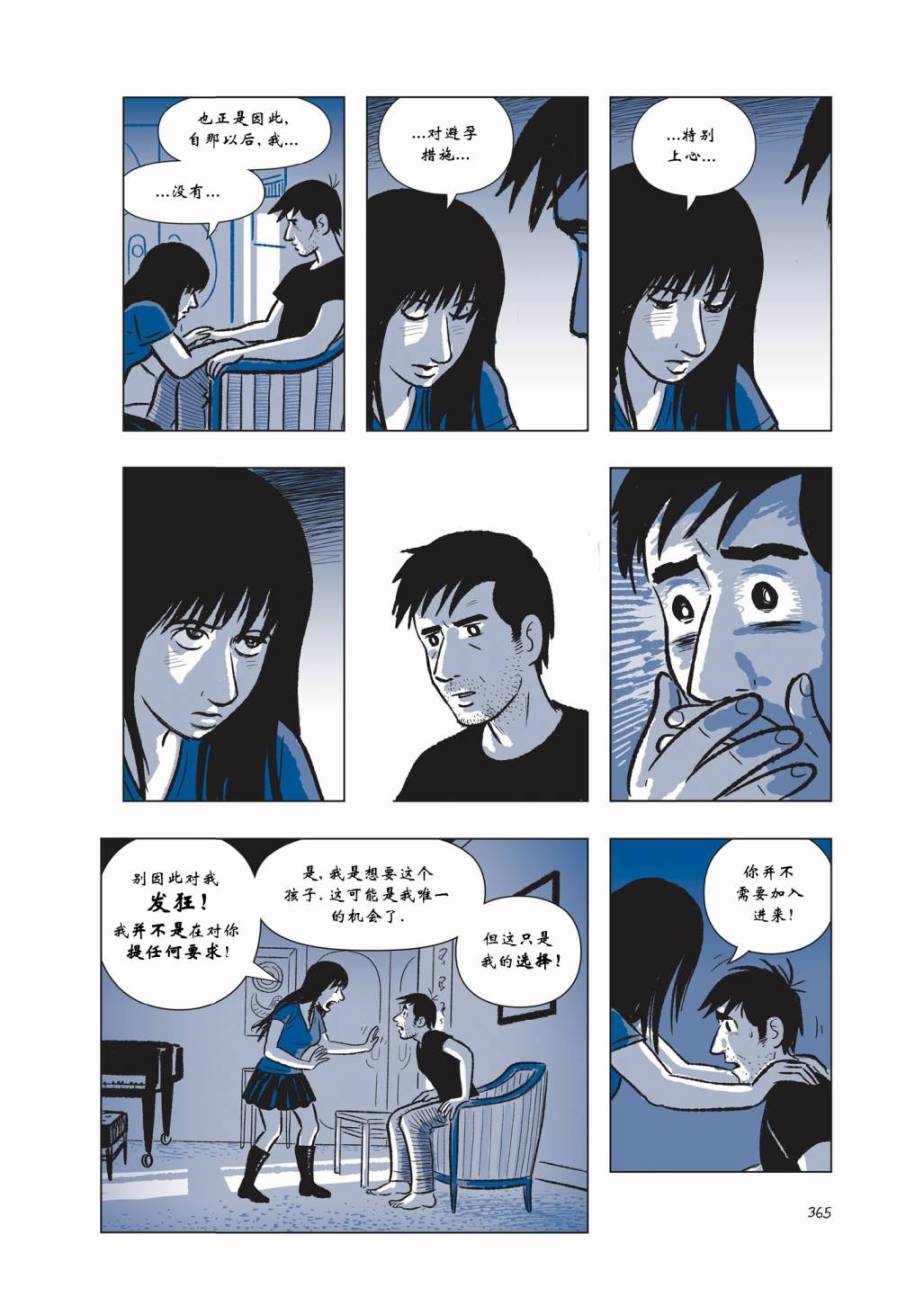 也正是因此,
自那以后,我...
...没有...
...对避孕
措施...
...特别
上心...
别因此对我
发狂!
我并不是在对你
提任何要求!
是,我是想要这个
孩子.这可能是我唯一
的机会了.
但这只是
我的选择!
你并不
需要加入
进来!
365